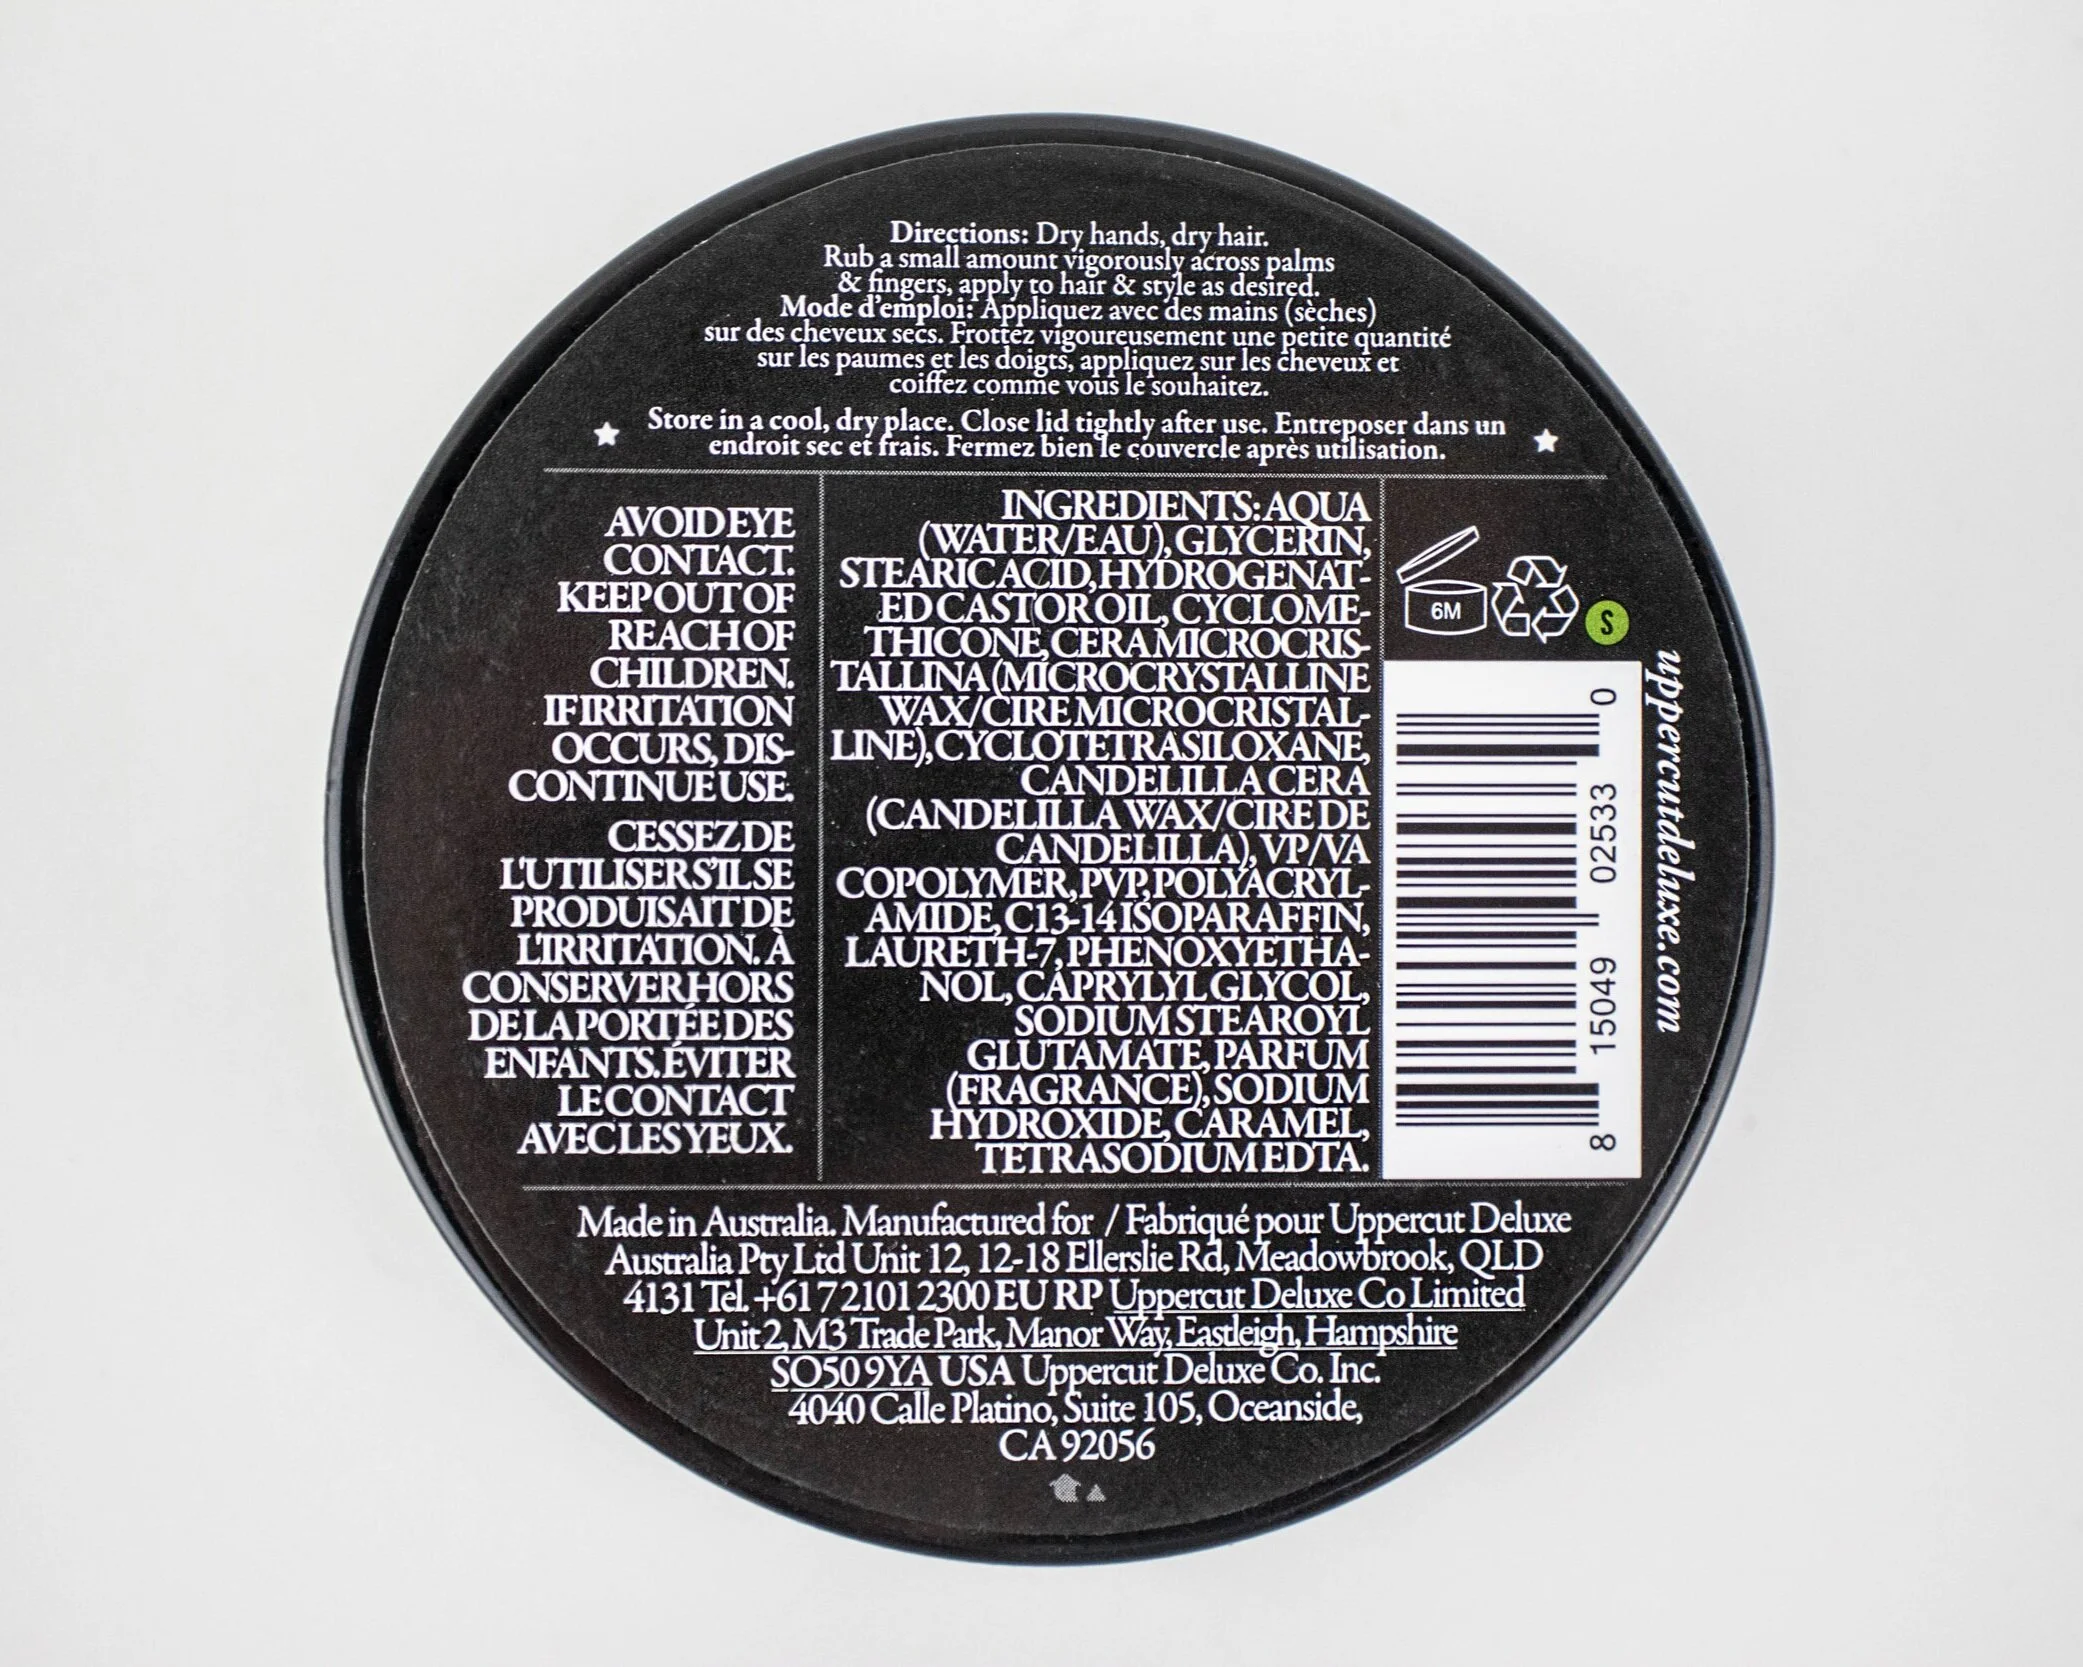 Directions: Dry hands, dry hair.
Rub a small amount vigorously across palms
& fingers, apply to hair & style as desired.
Mode d'emploi: Appliquez avec des mains (sèches)
sur des cheveux secs. Frottez vigoureusement une petite quantité
sur les paumes et les doigts, appliquez sur les cheveux et
coiffez comme vous le souhaitez.
Store in a cool, dry place. Close lid tightly after use. Entreposer dans un
endroit sec et frais. Fermez bien le couvercle après utilisation.
AVOID EYE
CONTACT.
KEEP OUT OF
REACH OF
CHILDREN.
IF IRRITATION
OCCURS, DIS-
CONTINUE USE.
CESSEZ DE
L'UTILISER S'IL SE
PRODUISAIT DE
L'IRRITATION. À
CONSERVER HORS
DE LA PORTÉE DES
ENFANTS. ÉVITER
LE CONTACT
AVEC LES YEUX.
INGREDIENTS: AQUA
(WATER/EAU), GLYCERIN,
STEARIC ACID, HYDROGENAT-
ED CASTOR OIL, CYCLOME-
THICONE, CERA MICROCRIS-
TALLINA (MICROCRYSTALLINE
WAX/CIRE MICROCRISTAL-
LINE), CYCLOTETRASILOXANE,
CANDELILLA CERA
(CANDELILLA WAX/CIRE DE
CANDELILLA), VP/VA
COPOLYMER, PVP, POLYACRYL-
AMIDE, C13-14 ISOPARAFFIN,
LAURETH-7, PHENOXYETHA-
NOL, CAPRYLYL GLYCOL,
SODIUM STEAROYL
GLUTAMATE, PARFUM
(FRAGRANCE), SODIUM
HYDROXIDE, CARAMEL,
TETRASODIUM EDTA.
6M
S
8 15049 02533 0
uppercutdeluxe.com
Made in Australia. Manufactured for / Fabriqué pour Uppercut Deluxe
Australia Pty Ltd Unit 12, 12-18 Ellerslie Rd, Meadowbrook, QLD
4131 Tel. +61 7 2101 2300 EU RP Uppercut Deluxe Co Limited
Unit 2, M3 Trade Park, Manor Way, Eastleigh, Hampshire
SO50 9YA USA Uppercut Deluxe Co. Inc.
4040 Calle Platino, Suite 105, Oceanside,
CA 92056